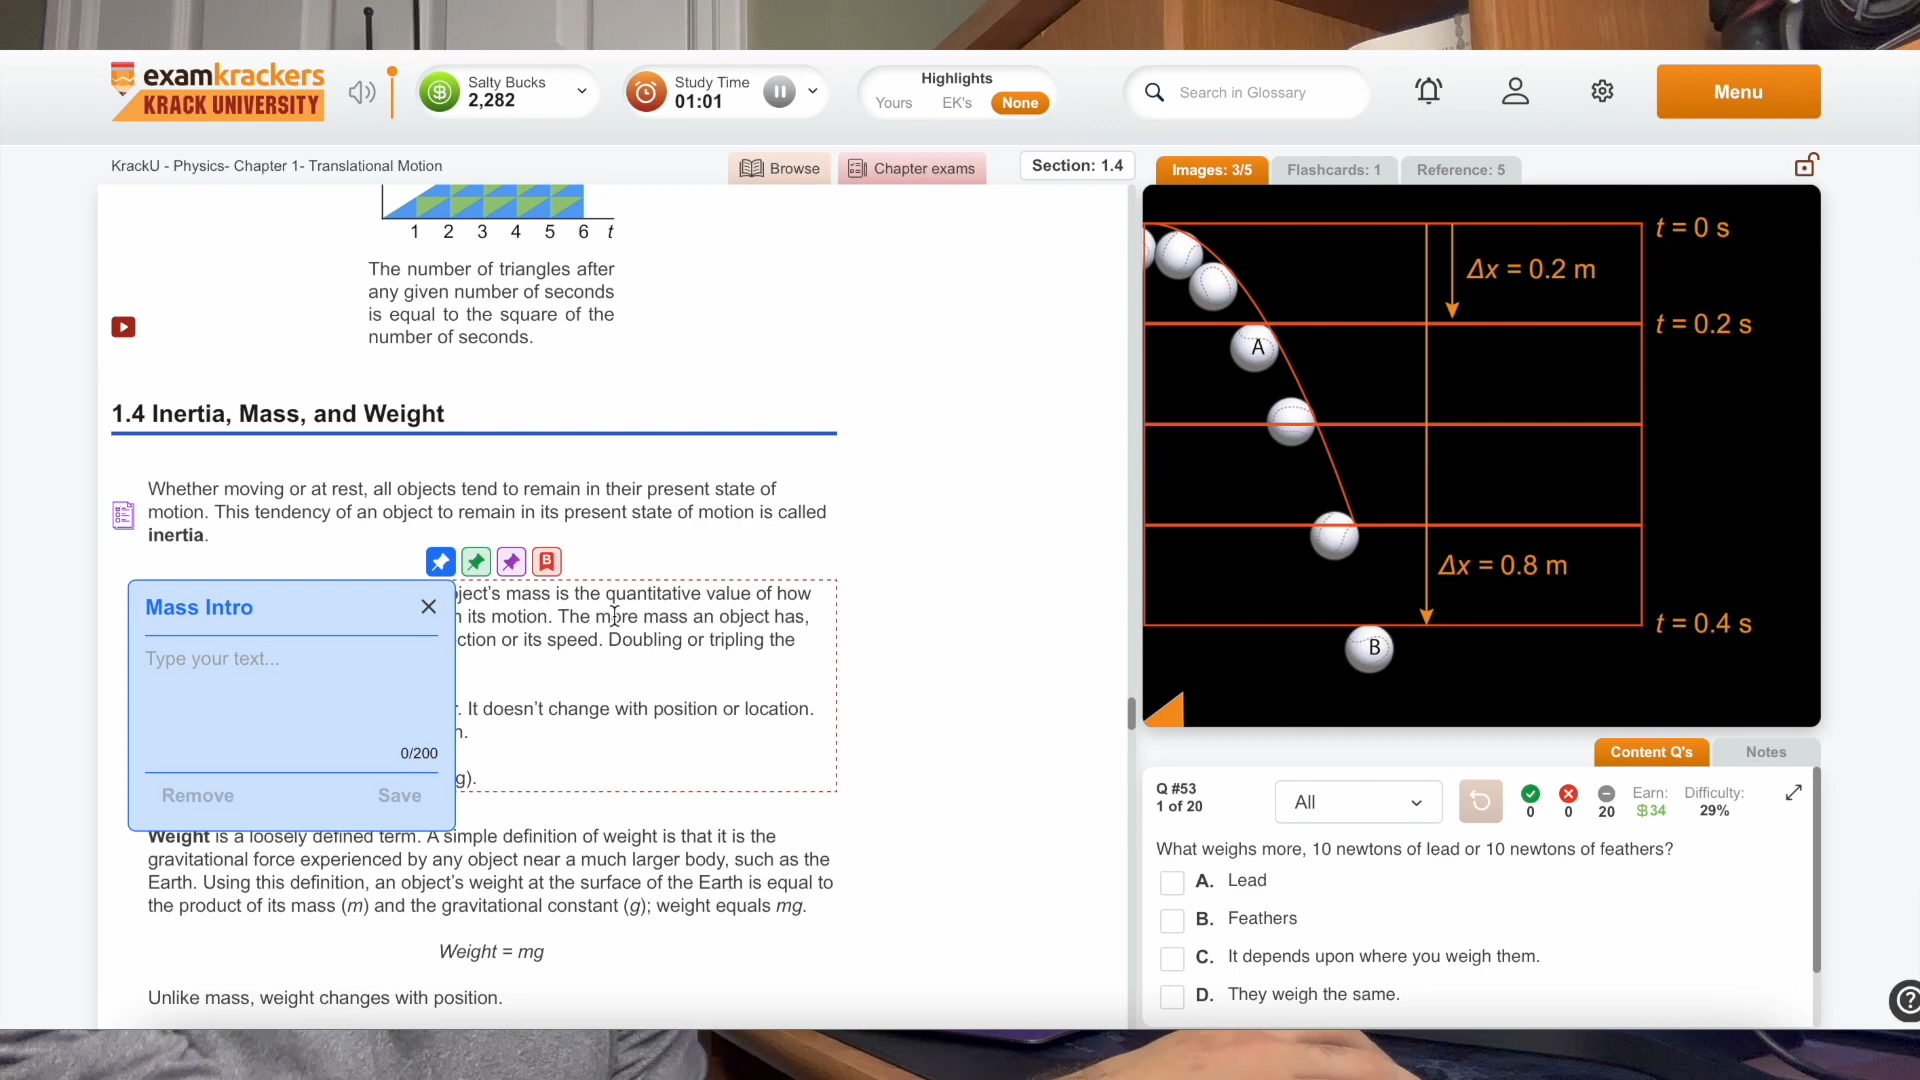 examkrackers
KRACK UNIVERSITY
Salty Bucks
2,282
Study Time
01:01
Highlights
Yours EK's None
Search in Glossary
Menu
KrackU - Physics- Chapter 1- Translational Motion
Browse
Chapter exams
Section: 1.4
1 2 3 4 5 6 t
The number of triangles after
any given number of seconds
is equal to the square of the
number of seconds.
1.4 Inertia, Mass, and Weight
Whether moving or at rest, all objects tend to remain in their present state of
motion. This tendency of an object to remain in its present state of motion is called
inertia.
B
Mass Intro
Type your text...
0/200
Remove Save
mass is the quantitative value of how
its motion. The more mass an object has,
or its speed. Doubling or tripling the
It doesn't change with position or location.
g).
Weight is a loosely defined term. A simple definition of weight is that it is the
gravitational force experienced by any object near a much larger body, such as the
Earth. Using this definition, an object's weight at the surface of the Earth is equal to
the product of its mass (m) and the gravitational constant (g); weight equals mg.
Weight = mg
Unlike mass, weight changes with position.
Images: 3/5
Flashcards: 1
Reference: 5
t = 0 s
Δx = 0.2 m
t = 0.2 s
A
Δx = 0.8 m
t = 0.4 s
B
Content Q's
Notes
Q #53
1 of 20
All
0
0
20
Earn:
34
Difficulty:
29%
What weighs more, 10 newtons of lead or 10 newtons of feathers?
A. Lead
B. Feathers
C. It depends upon where you weigh them.
D. They weigh the same.
?